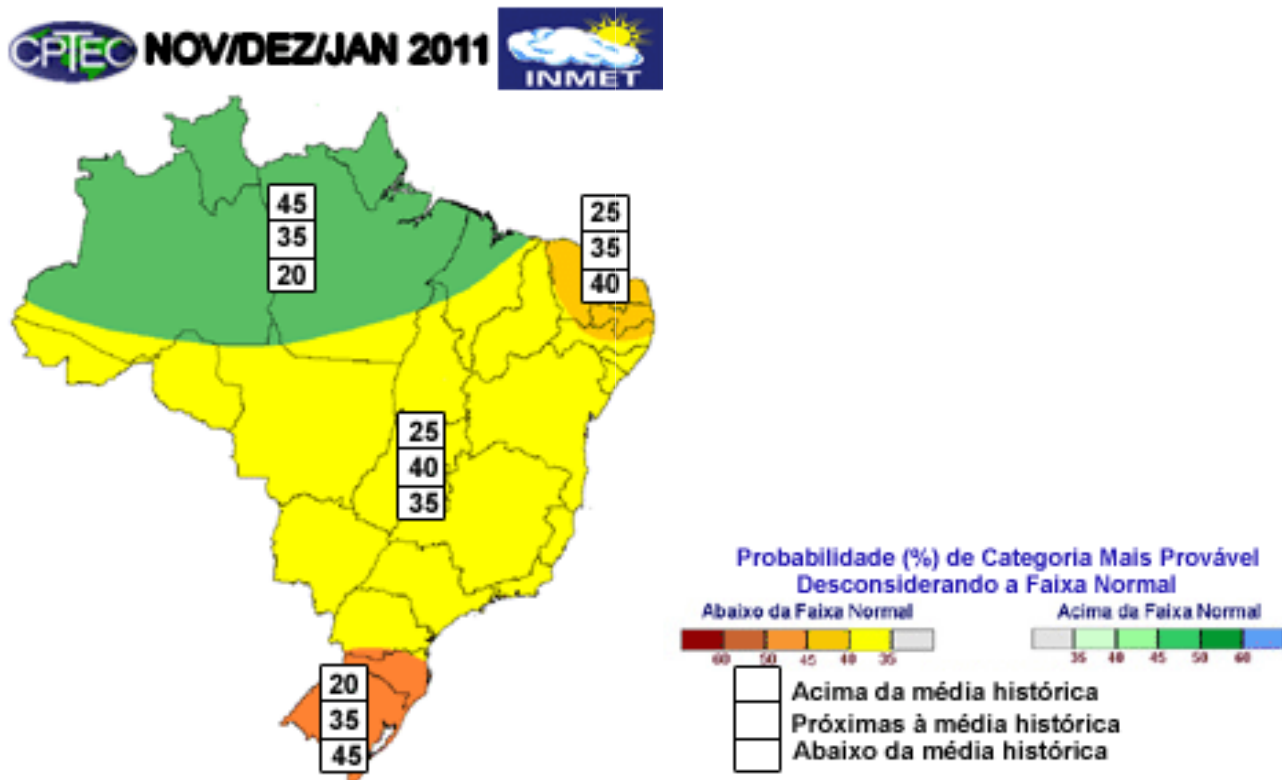 CPTEC NOV/DEZ/JAN 2011 INMET
45
35
20
25
35
40
25
40
35
20
35
45
Probabilidade (%) de Categoria Mais Provável
Desconsiderando a Faixa Normal
Abaixo da Faixa Normal
60 50 45 40 35
Acima da Faixa Normal
35 40 45 50 60
Acima da média histórica
Próximas à média histórica
Abaixo da média histórica